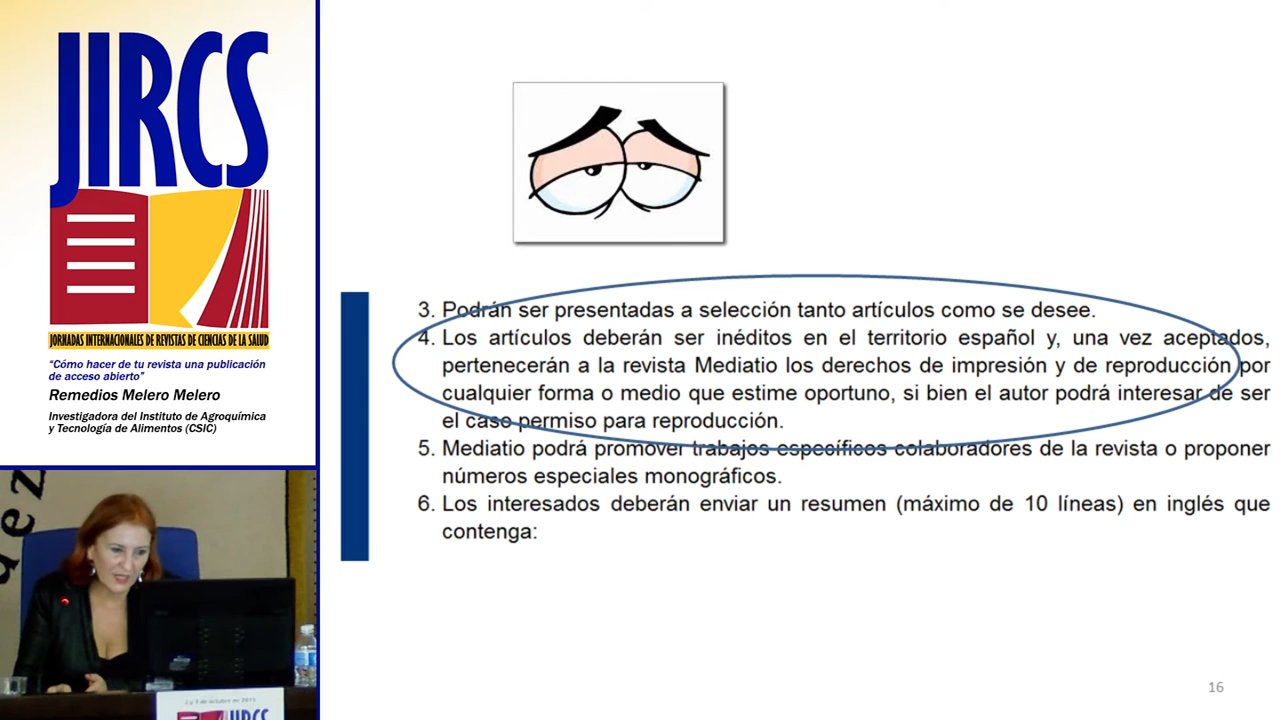 JIRCS
JORNADAS INTERNACIONALES DE REVISTAS DE CIENCIAS DE LA SALUD
“Cómo hacer de tu revista una publicación
de acceso abierto”
Remedios Melero Melero
Investigadora del Instituto de Agroquímica
y Tecnología de Alimentos (CSIC)
3. Podrán ser presentadas a selección tanto artículos como se desee.
4. Los artículos deberán ser inéditos en el territorio español y, una vez aceptados,
pertenecerán a la revista Mediatio los derechos de impresión y de reproducción por
cualquier forma o medio que estime oportuno, si bien el autor podrá interesar de ser
el caso permiso para reproducción.
5. Mediatio podrá promover trabajos específicos colaboradores de la revista o proponer
números especiales monográficos.
6. Los interesados deberán enviar un resumen (máximo de 10 líneas) en inglés que
contenga:
16
JIRCS